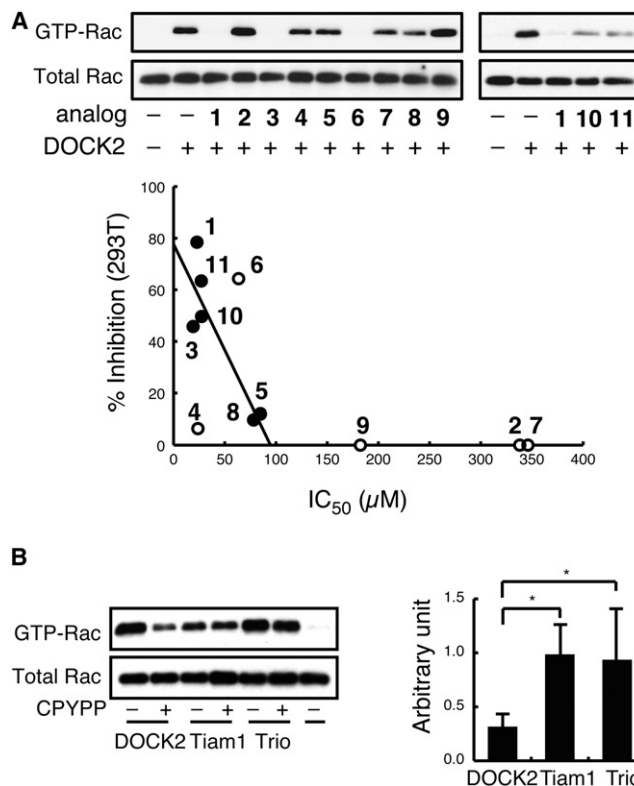 A
GTP-Rac
Total Rac
analog – – 1 2 3 4 5 6 7 8 9 – – 1 10 11
DOCK2 – + + + + + + + + + + – + + + +
% Inhibition (293T)
100
80
60
40
20
0
1
11
6
10
3
5
4
8
9
2 7
0 50 100 150 200 250 300 350 400
IC50 (µM)
B
GTP-Rac
Total Rac
CPYPP – + – + – + –
DOCK2 Tiam1 Trio
Arbitrary unit
1.5
1.0
0.5
0.0
*
*
DOCK2 Tiam1 Trio